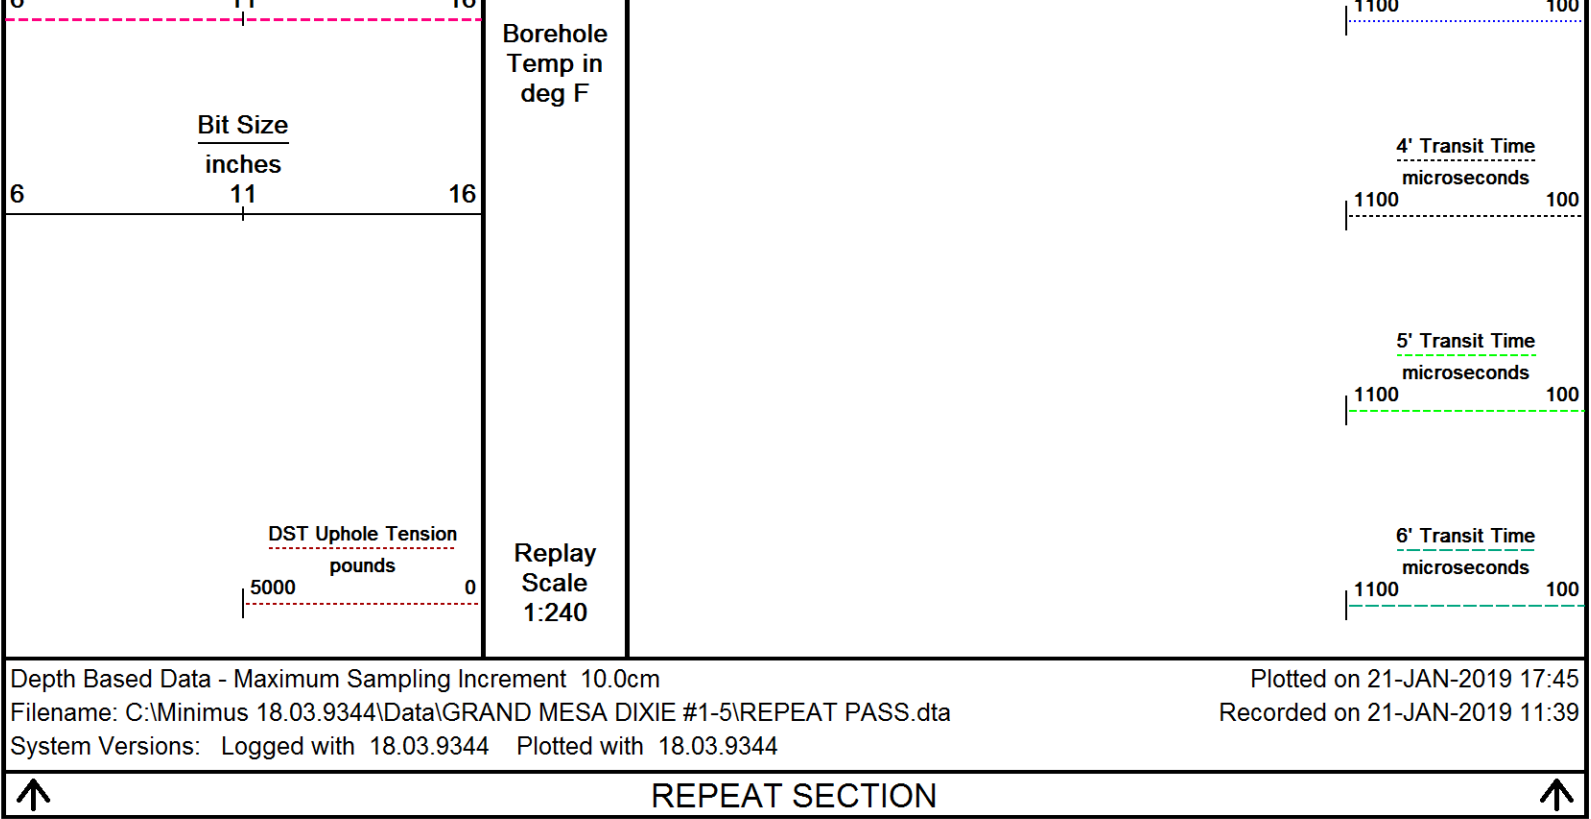 6 11 16
1100 100
Borehole
Temp in
deg F
Bit Size
inches
6 11 16
4' Transit Time
microseconds
1100 100
5' Transit Time
microseconds
1100 100
DST Uphole Tension
pounds
5000 0
Replay
Scale
1:240
6' Transit Time
microseconds
1100 100
Depth Based Data - Maximum Sampling Increment 10.0cm
Plotted on 21-JAN-2019 17:45
Filename: C:\Minimus 18.03.9344\Data\GRAND MESA DIXIE #1-5\REPEAT PASS.dta
Recorded on 21-JAN-2019 11:39
System Versions: Logged with 18.03.9344 Plotted with 18.03.9344
REPEAT SECTION